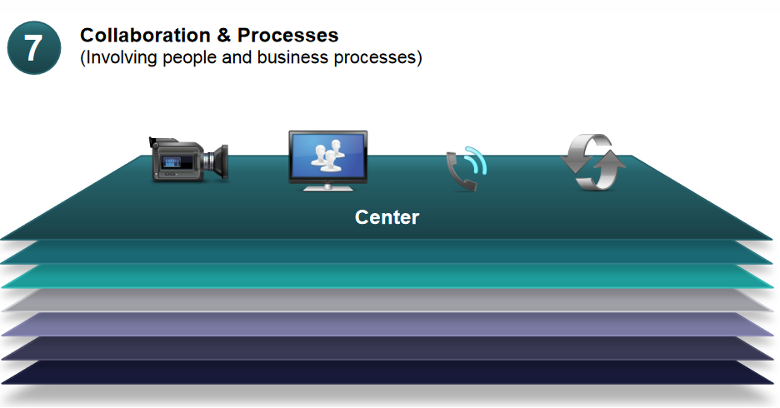 7
Collaboration & Processes
(Involving people and business processes)
Center